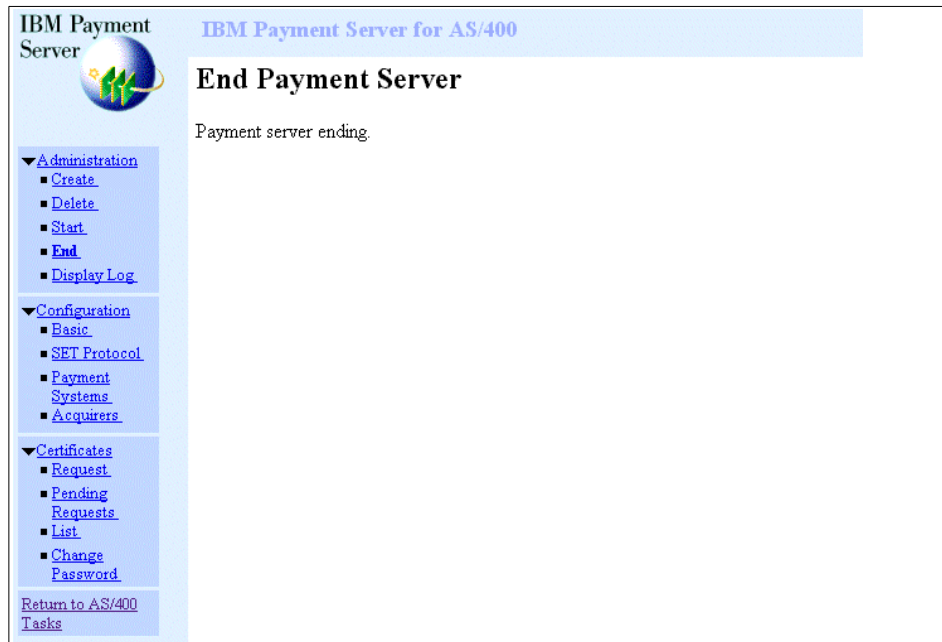 IBM Payment
Server
IBM Payment Server for AS/400
End Payment Server
Payment server ending.
Administration
Create
Delete
Start
End
Display Log
Configuration
Basic
SET Protocol
Payment
Systems
Acquirers
Certificates
Request
Pending
Requests
List
Change
Password
Return to AS/400
Tasks